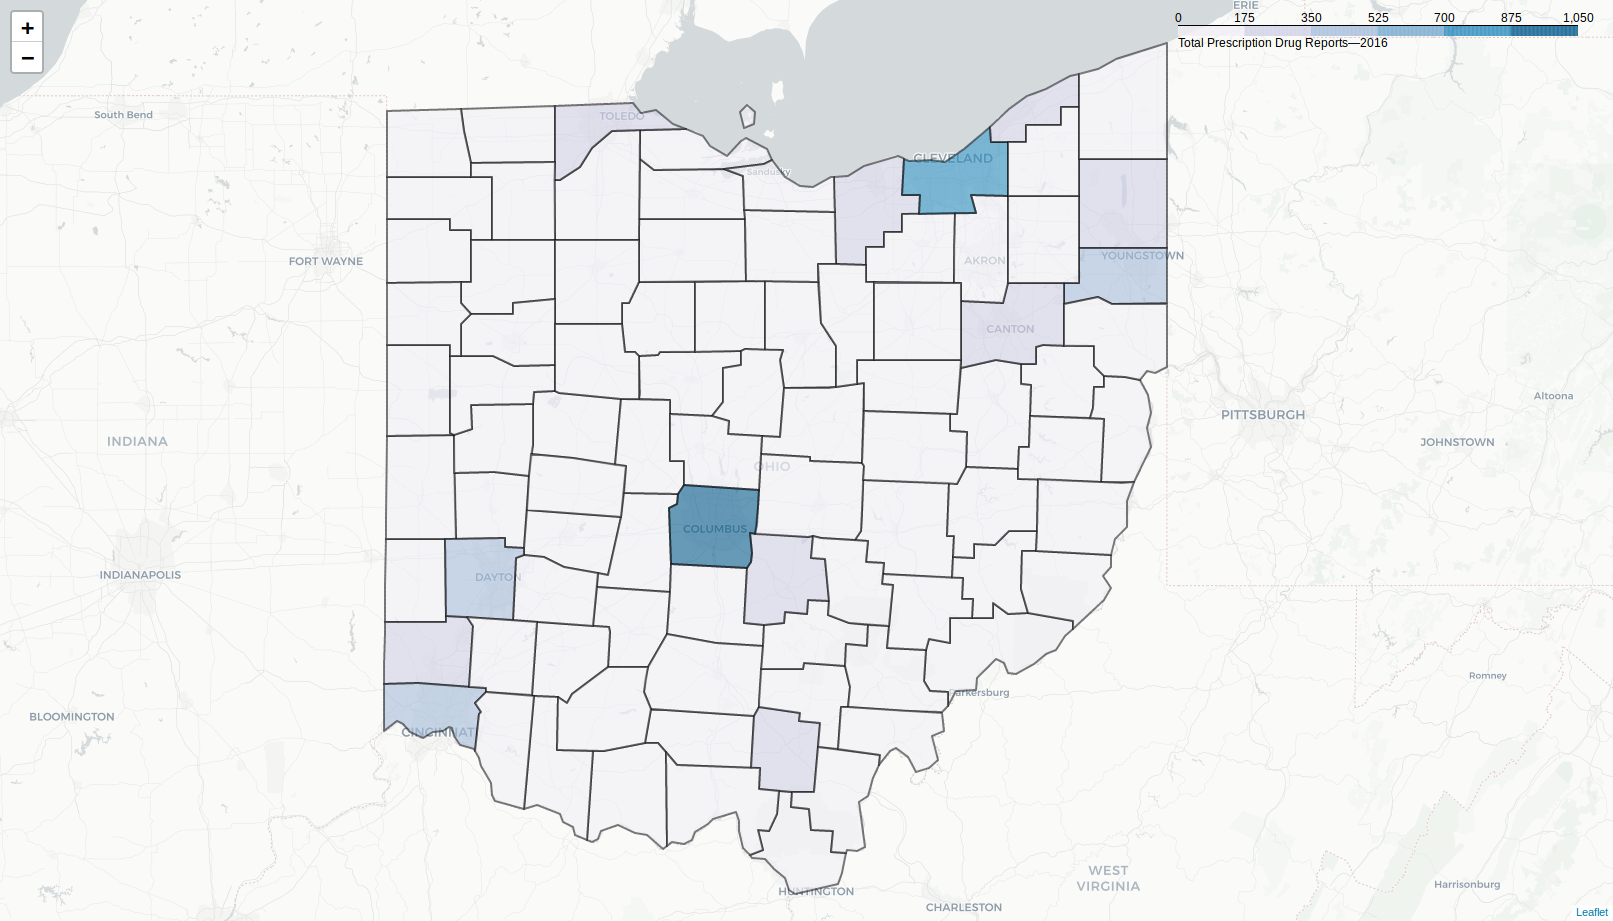 +
−
ERIE
0 175 350 525 700 875 1,050
Total Prescription Drug Reports—2016
South Bend
TOLEDO
CLEVELAND
Sandusky
FORT WAYNE
AKRON
YOUNGSTOWN
CANTON
Altoona
PITTSBURGH
INDIANA
JOHNSTOWN
OHIO
COLUMBUS
INDIANAPOLIS
DAYTON
Romney
arkersburg
BLOOMINGTON
CINCINNAT
WEST
VIRGINIA
Harrisonburg
HUNTINGTON
CHARLESTON
Leaflet